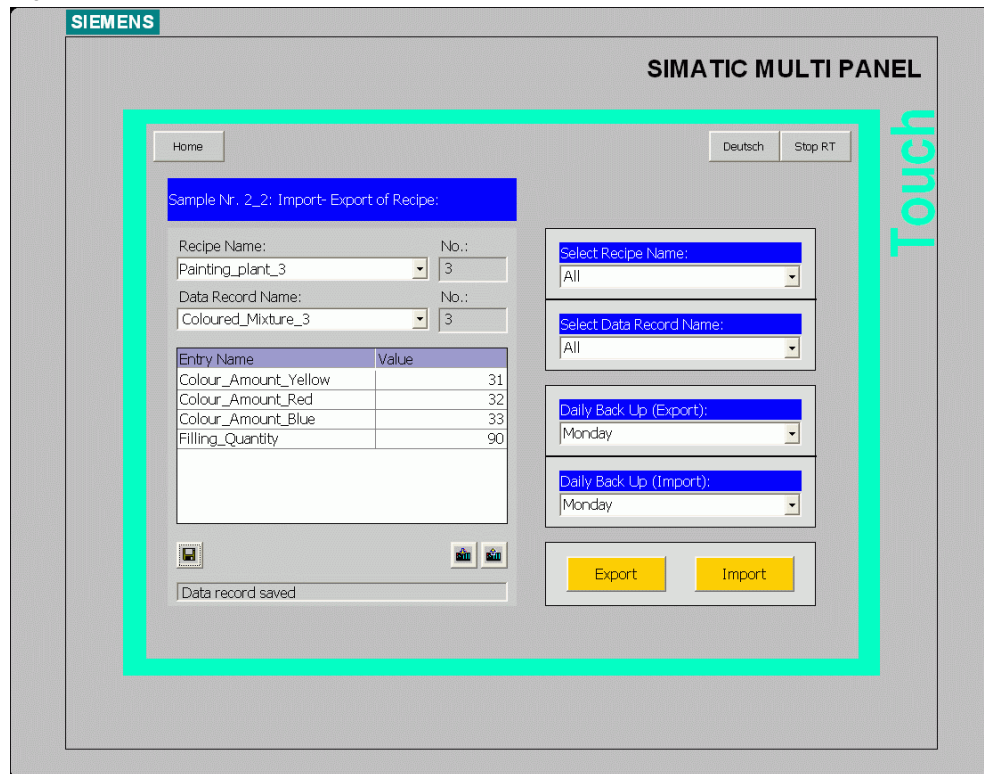 SIEMENS
SIMATIC MULTI PANEL
Touch
Home
Deutsch
Stop RT
Sample Nr. 2_2: Import- Export of Recipe:
Recipe Name: No.:
Painting_plant_3 3
Data Record Name: No.:
Coloured_Mixture_3 3
Entry Name Value
Colour_Amount_Yellow 31
Colour_Amount_Red 32
Colour_Amount_Blue 33
Filling_Quantity 90
Data record saved
Select Recipe Name:
All
Select Data Record Name:
All
Daily Back Up (Export):
Monday
Daily Back Up (Import):
Monday
Export Import